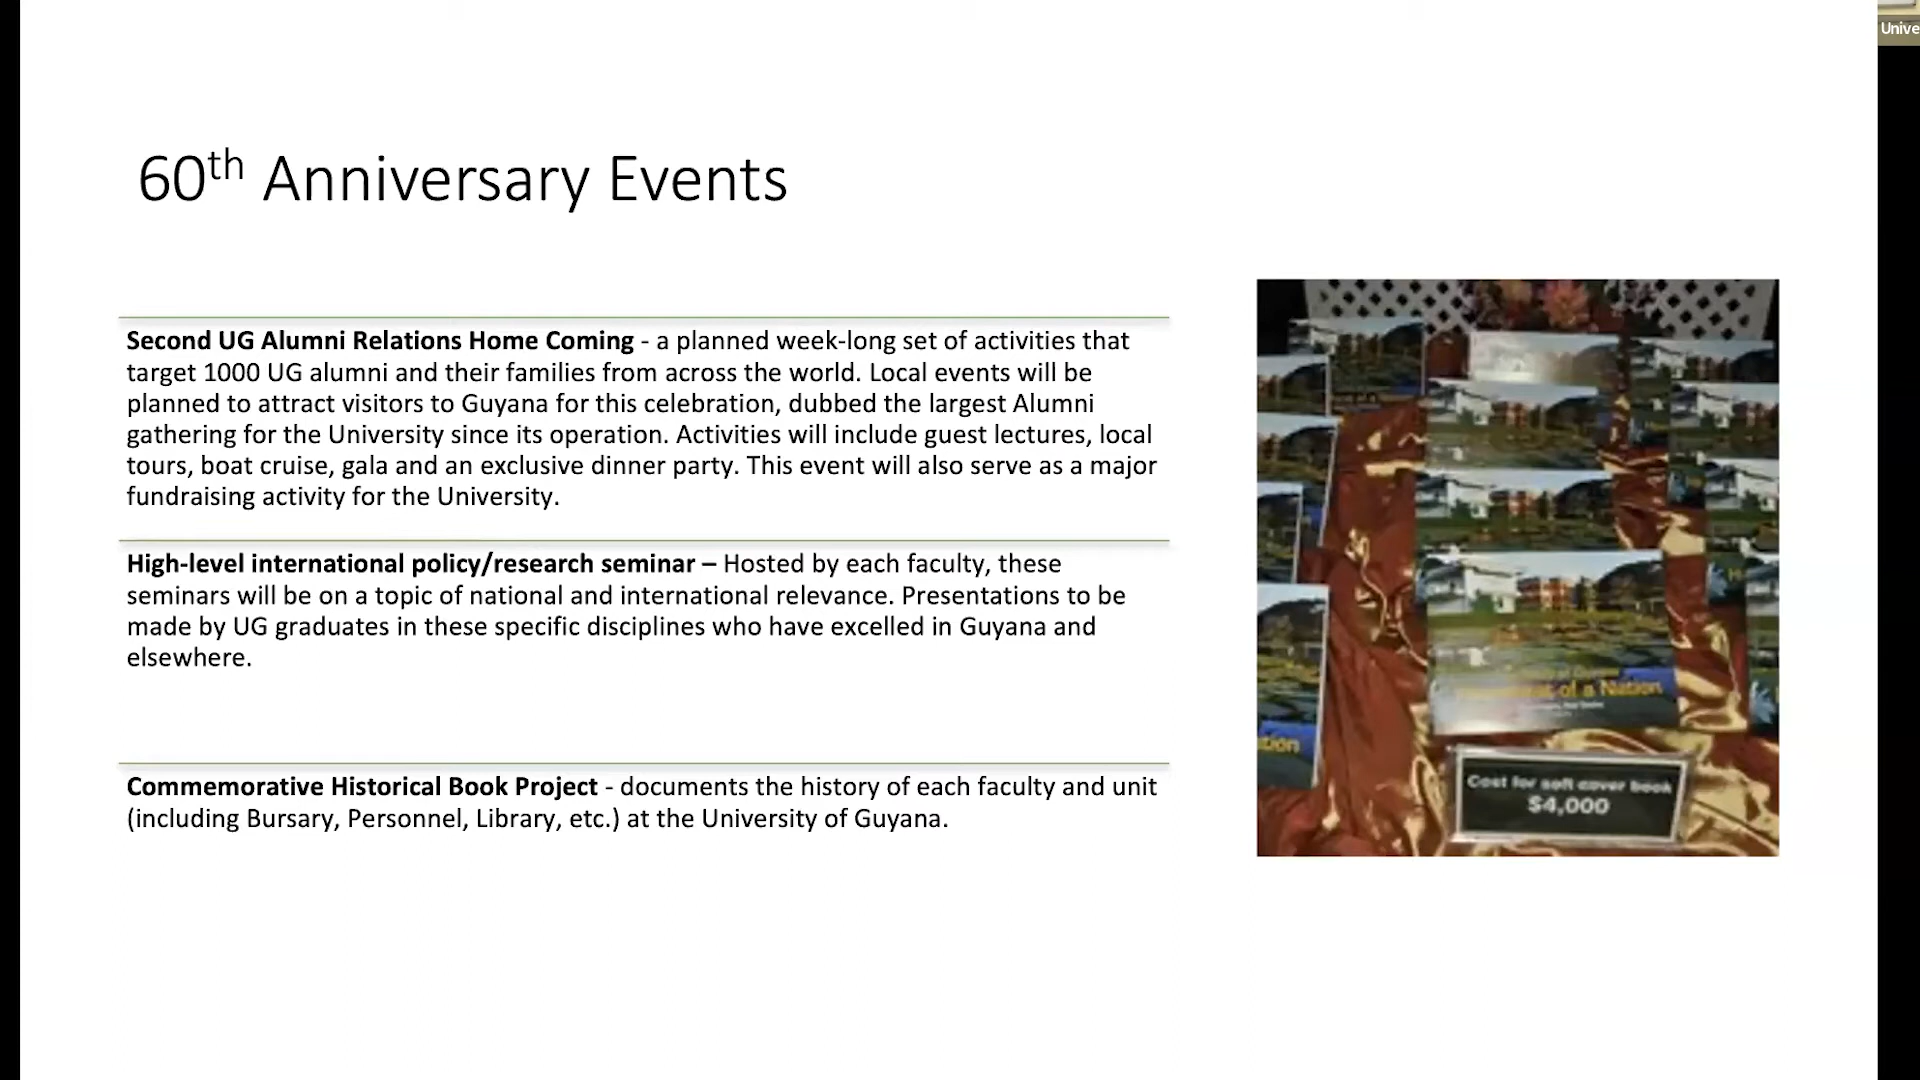 Unive
60th Anniversary Events
Second UG Alumni Relations Home Coming - a planned week-long set of activities that
target 1000 UG alumni and their families from across the world. Local events will be
planned to attract visitors to Guyana for this celebration, dubbed the largest Alumni
gathering for the University since its operation. Activities will include guest lectures, local
tours, boat cruise, gala and an exclusive dinner party. This event will also serve as a major
fundraising activity for the University.
High-level international policy/research seminar – Hosted by each faculty, these
seminars will be on a topic of national and international relevance. Presentations to be
made by UG graduates in these specific disciplines who have excelled in Guyana and
elsewhere.
Commemorative Historical Book Project - documents the history of each faculty and unit
(including Bursary, Personnel, Library, etc.) at the University of Guyana.
of a Nation
Cost for soft cover book
$4,000